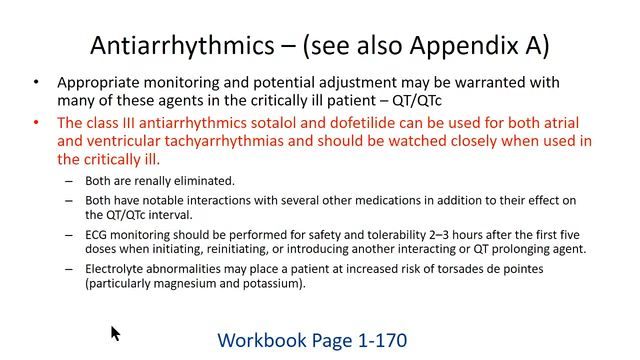 Antiarrhythmics – (see also Appendix A)
• Appropriate monitoring and potential adjustment may be warranted with
many of these agents in the critically ill patient – QT/QTc
• The class III antiarrhythmics sotalol and dofetilide can be used for both atrial
and ventricular tachyarrhythmias and should be watched closely when used in
the critically ill.
– Both are renally eliminated.
– Both have notable interactions with several other medications in addition to their effect on
the QT/QTc interval.
– ECG monitoring should be performed for safety and tolerability 2–3 hours after the first five
doses when initiating, reinitiating, or introducing another interacting or QT prolonging agent.
– Electrolyte abnormalities may place a patient at increased risk of torsades de pointes
(particularly magnesium and potassium).
Workbook Page 1-170